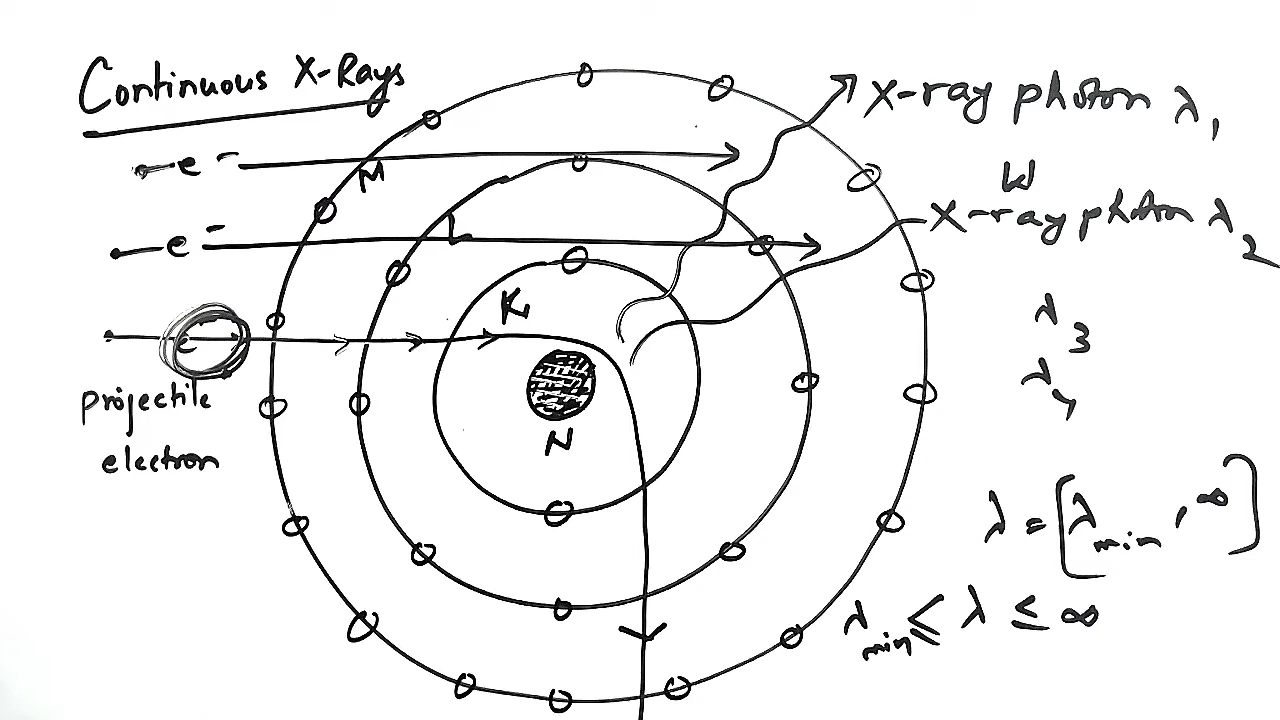 Continuous X-Rays
X-ray photon λ₁
e⁻
M
W
X-ray photon λ₂
e⁻
L
K
λ₃
e
λ₄
projectile
electron
N
λ = [λmin, ∞]
λmin ≤ λ ≤ ∞